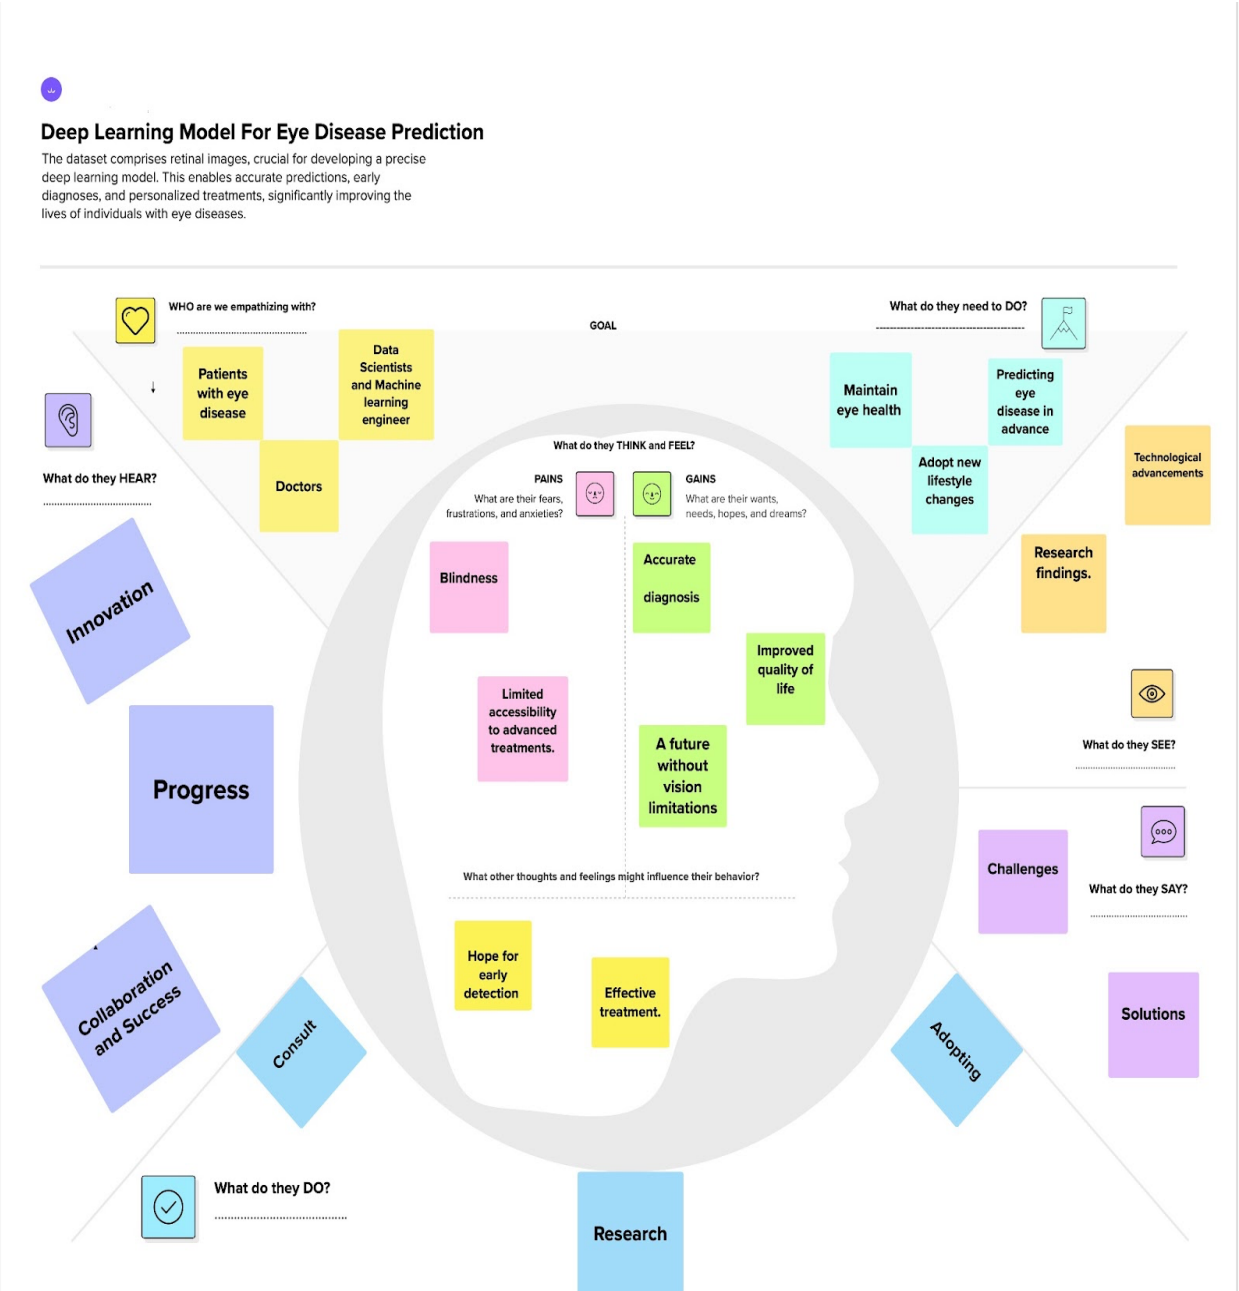 Deep Learning Model For Eye Disease Prediction
The dataset comprises retinal images, crucial for developing a precise
deep learning model. This enables accurate predictions, early
diagnoses, and personalized treatments, significantly improving the
lives of individuals with eye diseases.
WHO are we empathizing with?
Patients
with eye
disease
Data
Scientists
and Machine
learning
engineer
Doctors
GOAL
What do they need to DO?
Maintain
eye health
Predicting
eye
disease in
advance
Adopt new
lifestyle
changes
What do they HEAR?
Innovation
Progress
Collaboration
and Success
What do they THINK and FEEL?
PAINS
What are their fears,
frustrations, and anxieties?
GAINS
What are their wants,
needs, hopes, and dreams?
Blindness
Limited
accessibility
to advanced
treatments.
Accurate
diagnosis
Improved
quality of
life
A future
without
vision
limitations
What other thoughts and feelings might influence their behavior?
Hope for
early
detection
Effective
treatment.
Technological
advancements
Research
findings.
What do they SEE?
Challenges
What do they SAY?
Solutions
Consult
Adopting
What do they DO?
Research